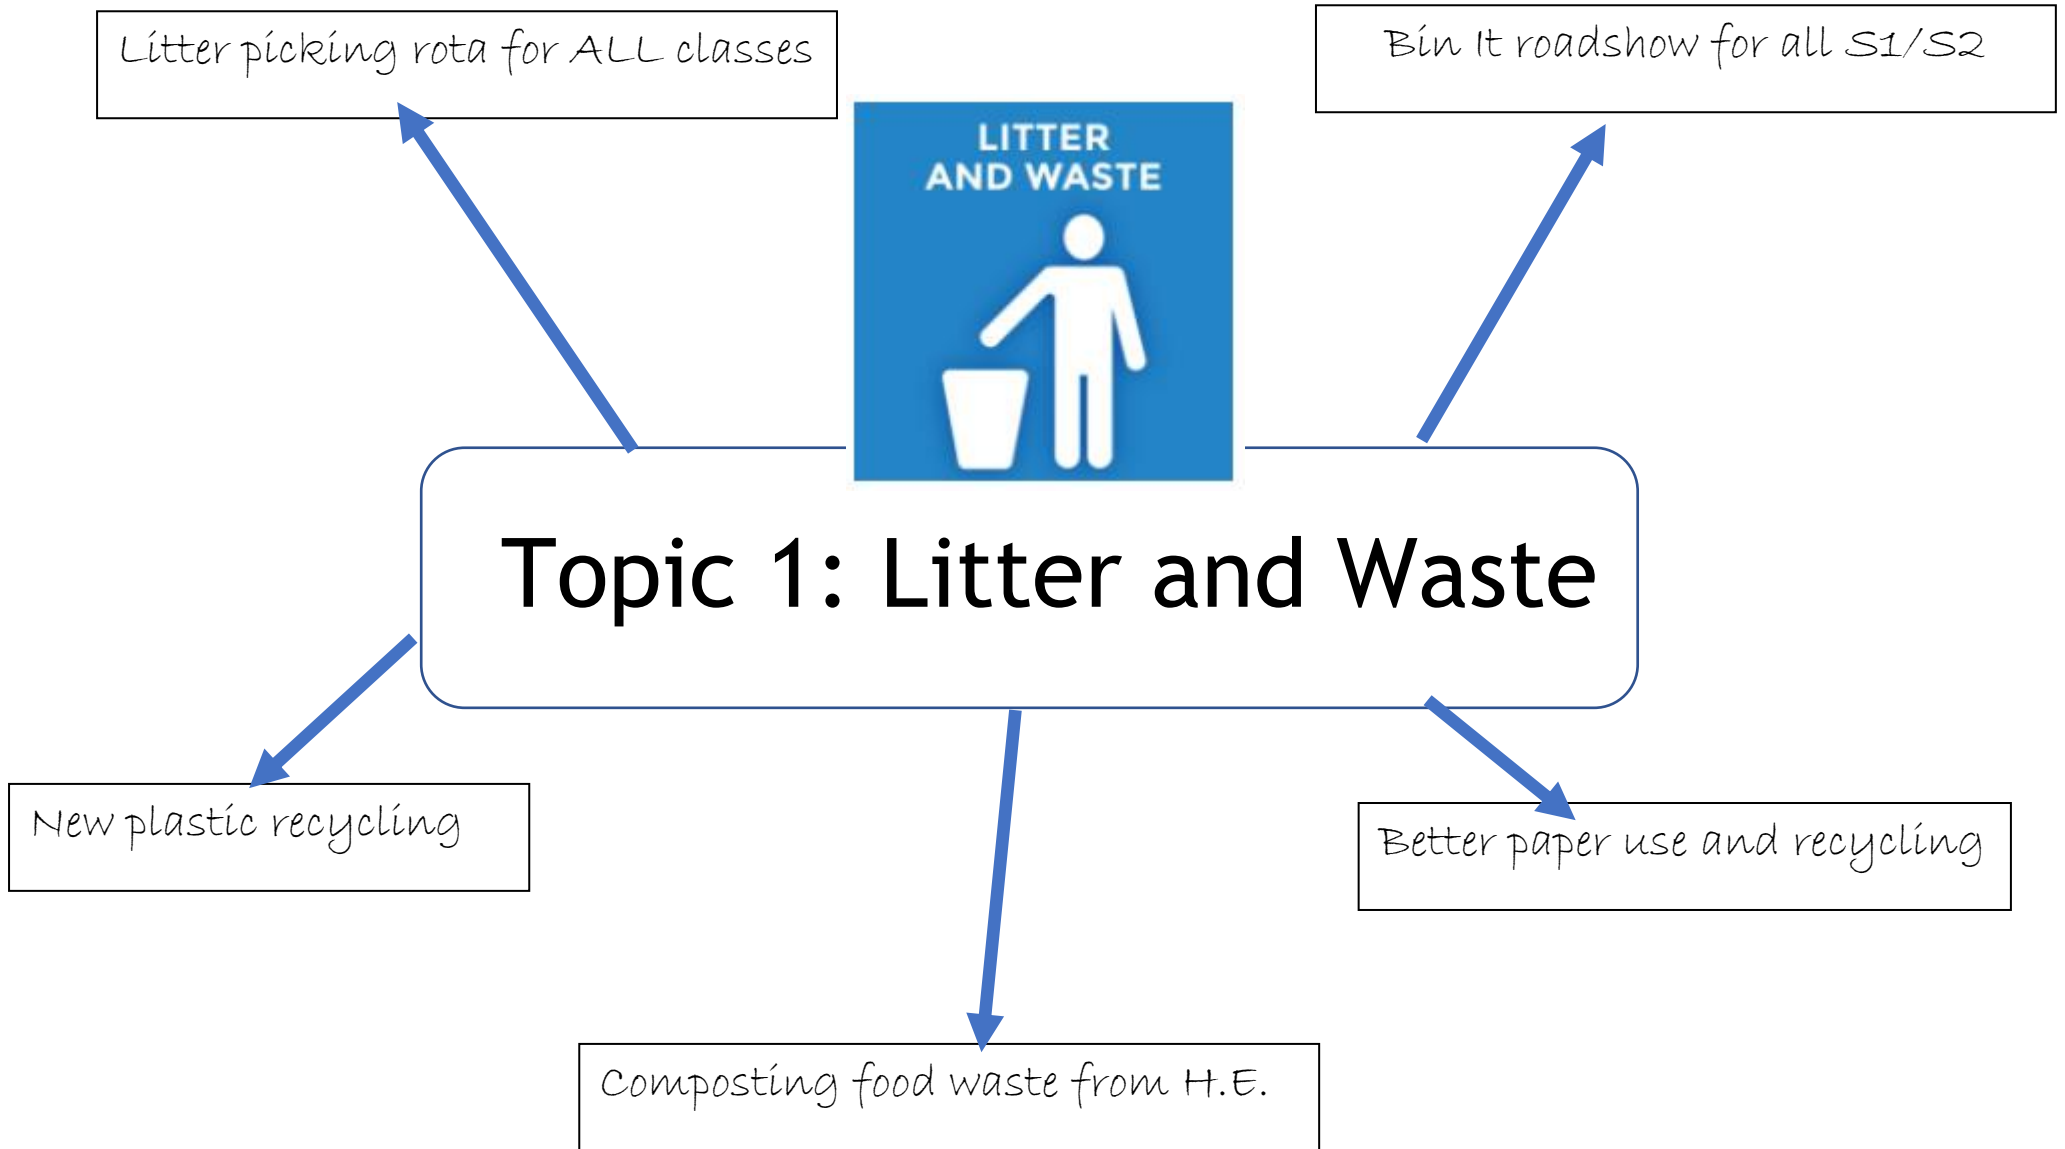 Litter picking rota for ALL classes
Bin It roadshow for all S1/S2
LITTER
AND WASTE
Topic 1: Litter and Waste
New plastic recycling
Better paper use and recycling
Composting food waste from H.E.